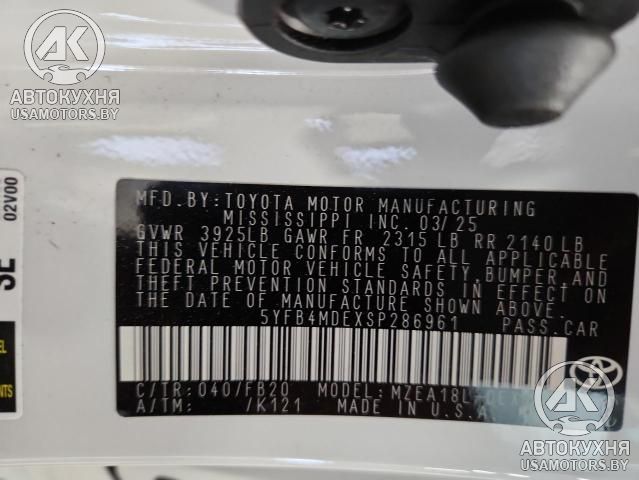 АК
АВТОКУХНЯ
USAMOTORS.BY
02V00
SE
MFD. BY: TOYOTA MOTOR MANUFACTURING
MISSISSIPPI INC. 03/25
GVWR 3925LB GAWR FR 2315 LB RR 2140 LB
THIS VEHICLE CONFORMS TO ALL APPLICABLE
FEDERAL MOTOR VEHICLE SAFETY, BUMPER, AND
THEFT PREVENTION STANDARDS IN EFFECT ON
THE DATE OF MANUFACTURE SHOWN ABOVE.
5YFB4MDEXSP286961 PASS. CAR
C/TR: 040/FB20 MODEL:
A/TM: /K121 MADE IN U.S.A.
АК
АВТОКУХНЯ
USAMOTORS.BY